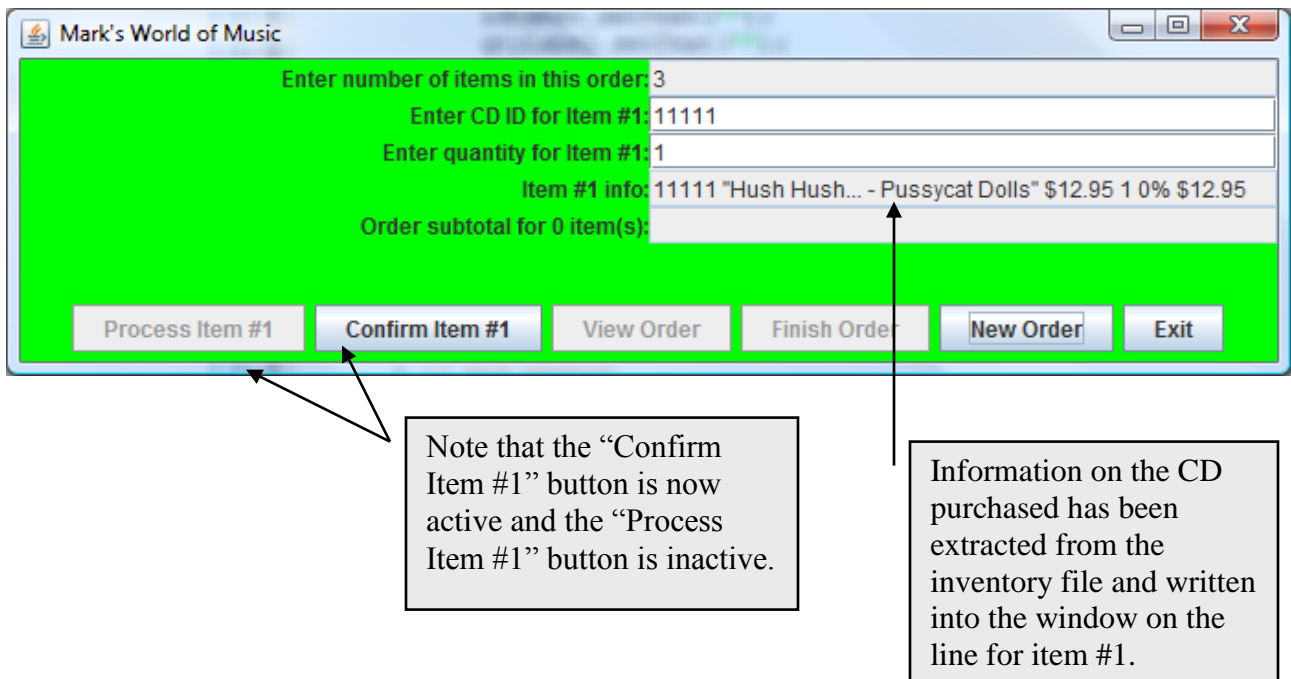 Mark's World of Music
Enter number of items in this order: 3
Enter CD ID for Item #1: 11111
Enter quantity for Item #1: 1
Item #1 info: 11111 "Hush Hush... - Pussycat Dolls" $12.95 1 0% $12.95
Order subtotal for 0 item(s):
Process Item #1 Confirm Item #1 View Order Finish Order New Order Exit
Note that the “Confirm
Item #1” button is now
active and the “Process
Item #1” button is inactive.
Information on the CD
purchased has been
extracted from the
inventory file and written
into the window on the
line for item #1.